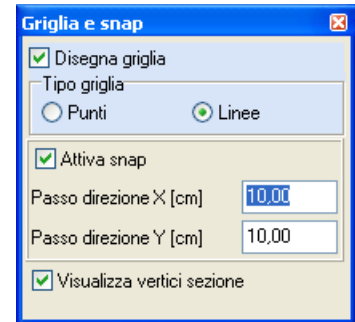 Griglia e snap
Disegna griglia
Tipo griglia
Punti Linee
Attiva snap
Passo direzione X [cm] 10,00
Passo direzione Y [cm] 10,00
Visualizza vertici sezione